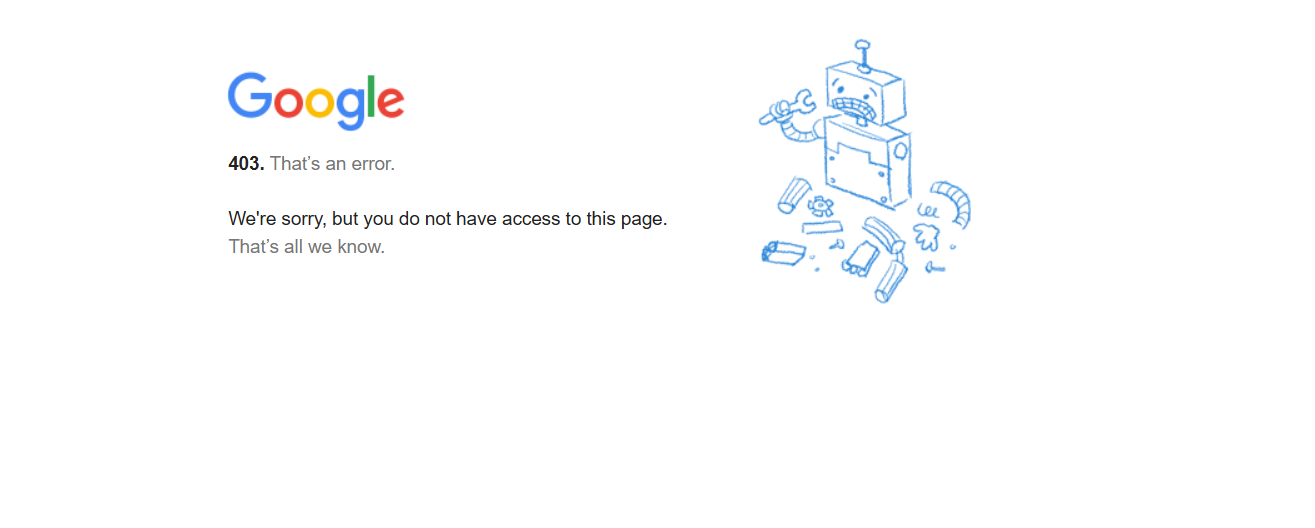 Google
403. That’s an error.
We're sorry, but you do not have access to this page.
That’s all we know.